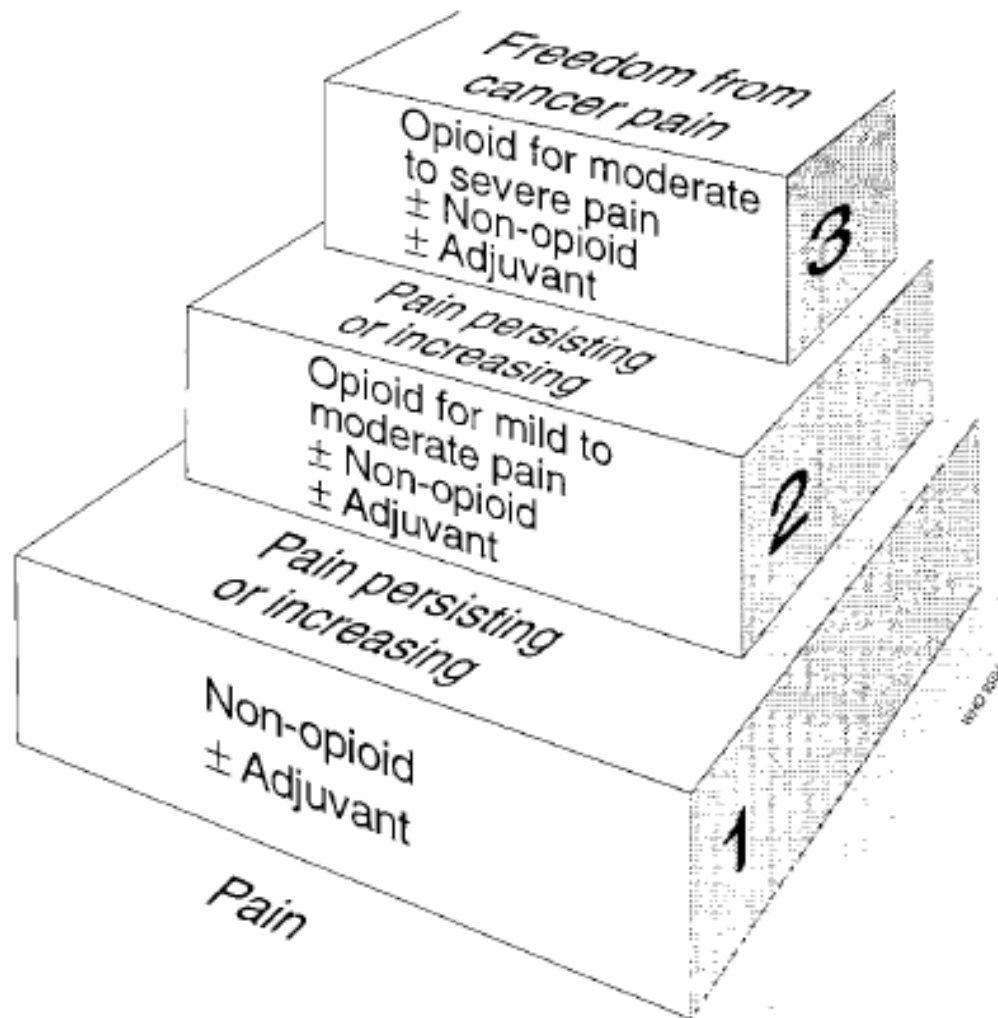 Freedom from
cancer pain
Opioid for moderate
to severe pain
± Non-opioid
± Adjuvant
3
Pain persisting
or increasing
Opioid for mild to
moderate pain
± Non-opioid
± Adjuvant
2
Pain persisting
or increasing
Non-opioid
± Adjuvant
1
Pain
WHO